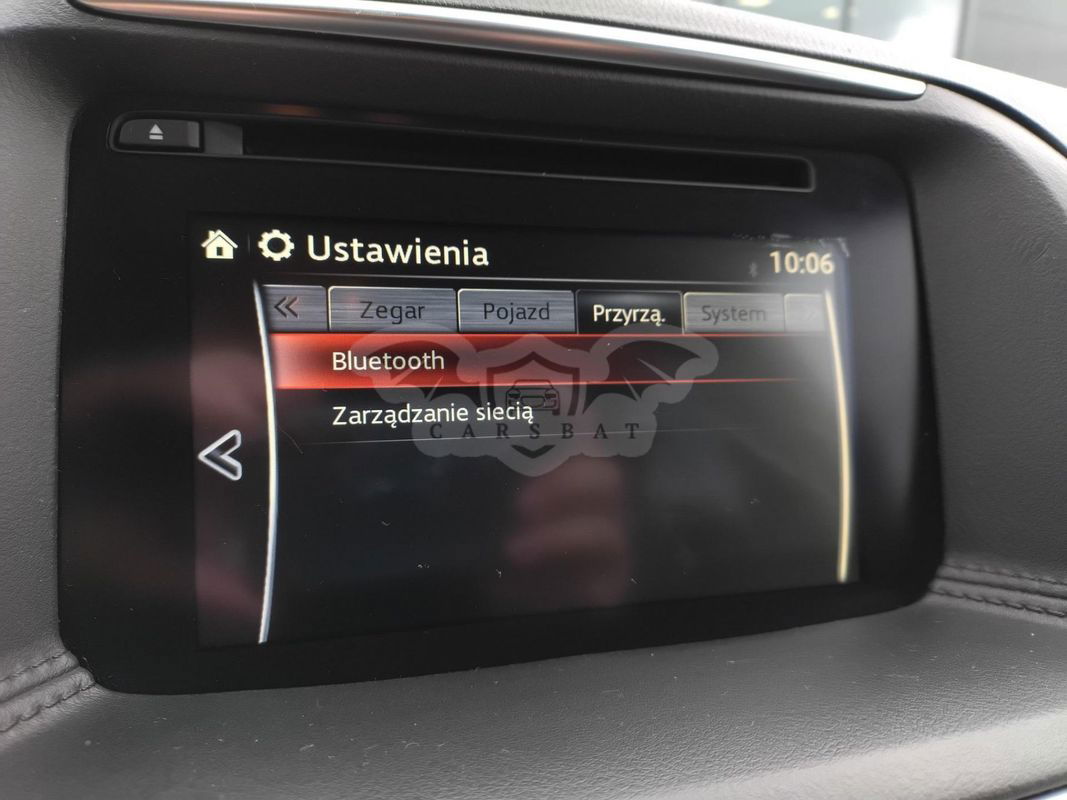 Ustawienia 10:06
Zegar Pojazd Przyrzą. System
Bluetooth
Zarządzanie siecią
CARSBAT